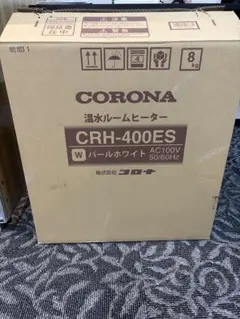 8kg
CORONA
温水ルームヒーター
CRH-400ES
W パールホワイト AC100V 50/60Hz
株式会社 コロナ